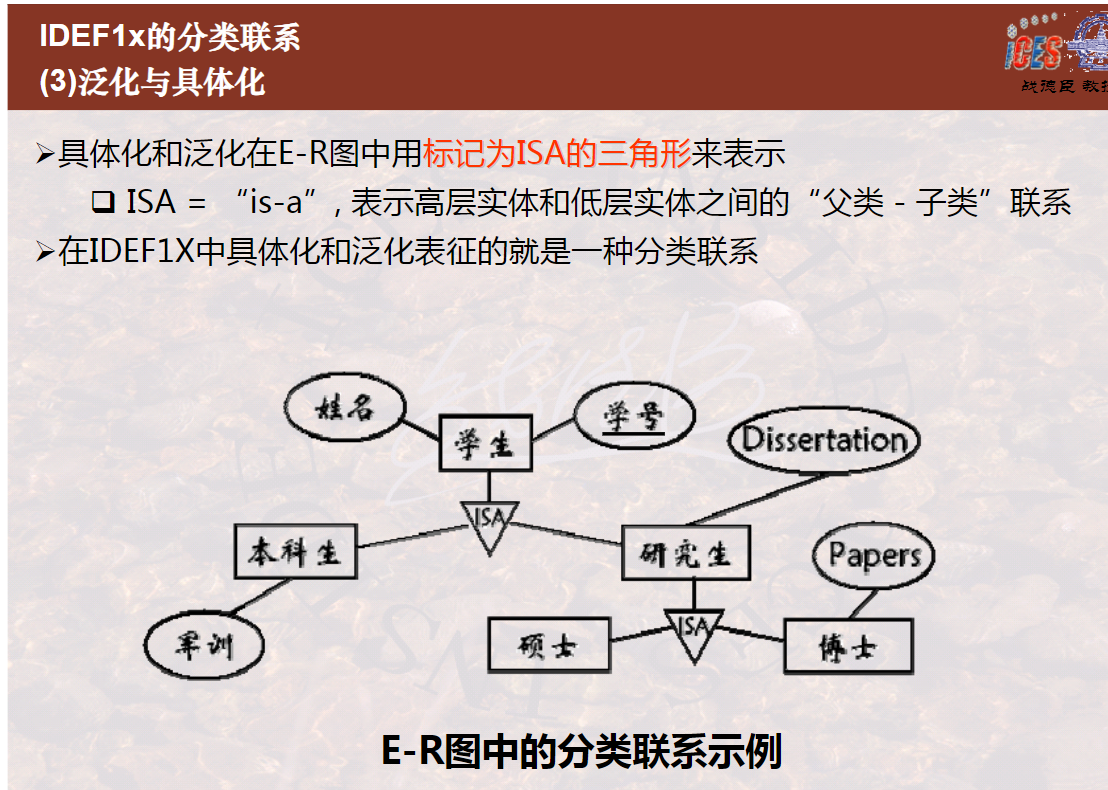 IDEF1x的分类联系
(3)泛化与具体化
ICES
战德臣 教授
➢具体化和泛化在E-R图中用标记为ISA的三角形来表示
❑ ISA = “is-a”, 表示高层实体和低层实体之间的“父类 - 子类”联系
➢在IDEF1X中具体化和泛化表征的就是一种分类联系
姓名
学号
学生
Dissertation
ISA
本科生
研究生
Papers
军训
硕士
ISA
博士
E-R图中的分类联系示例